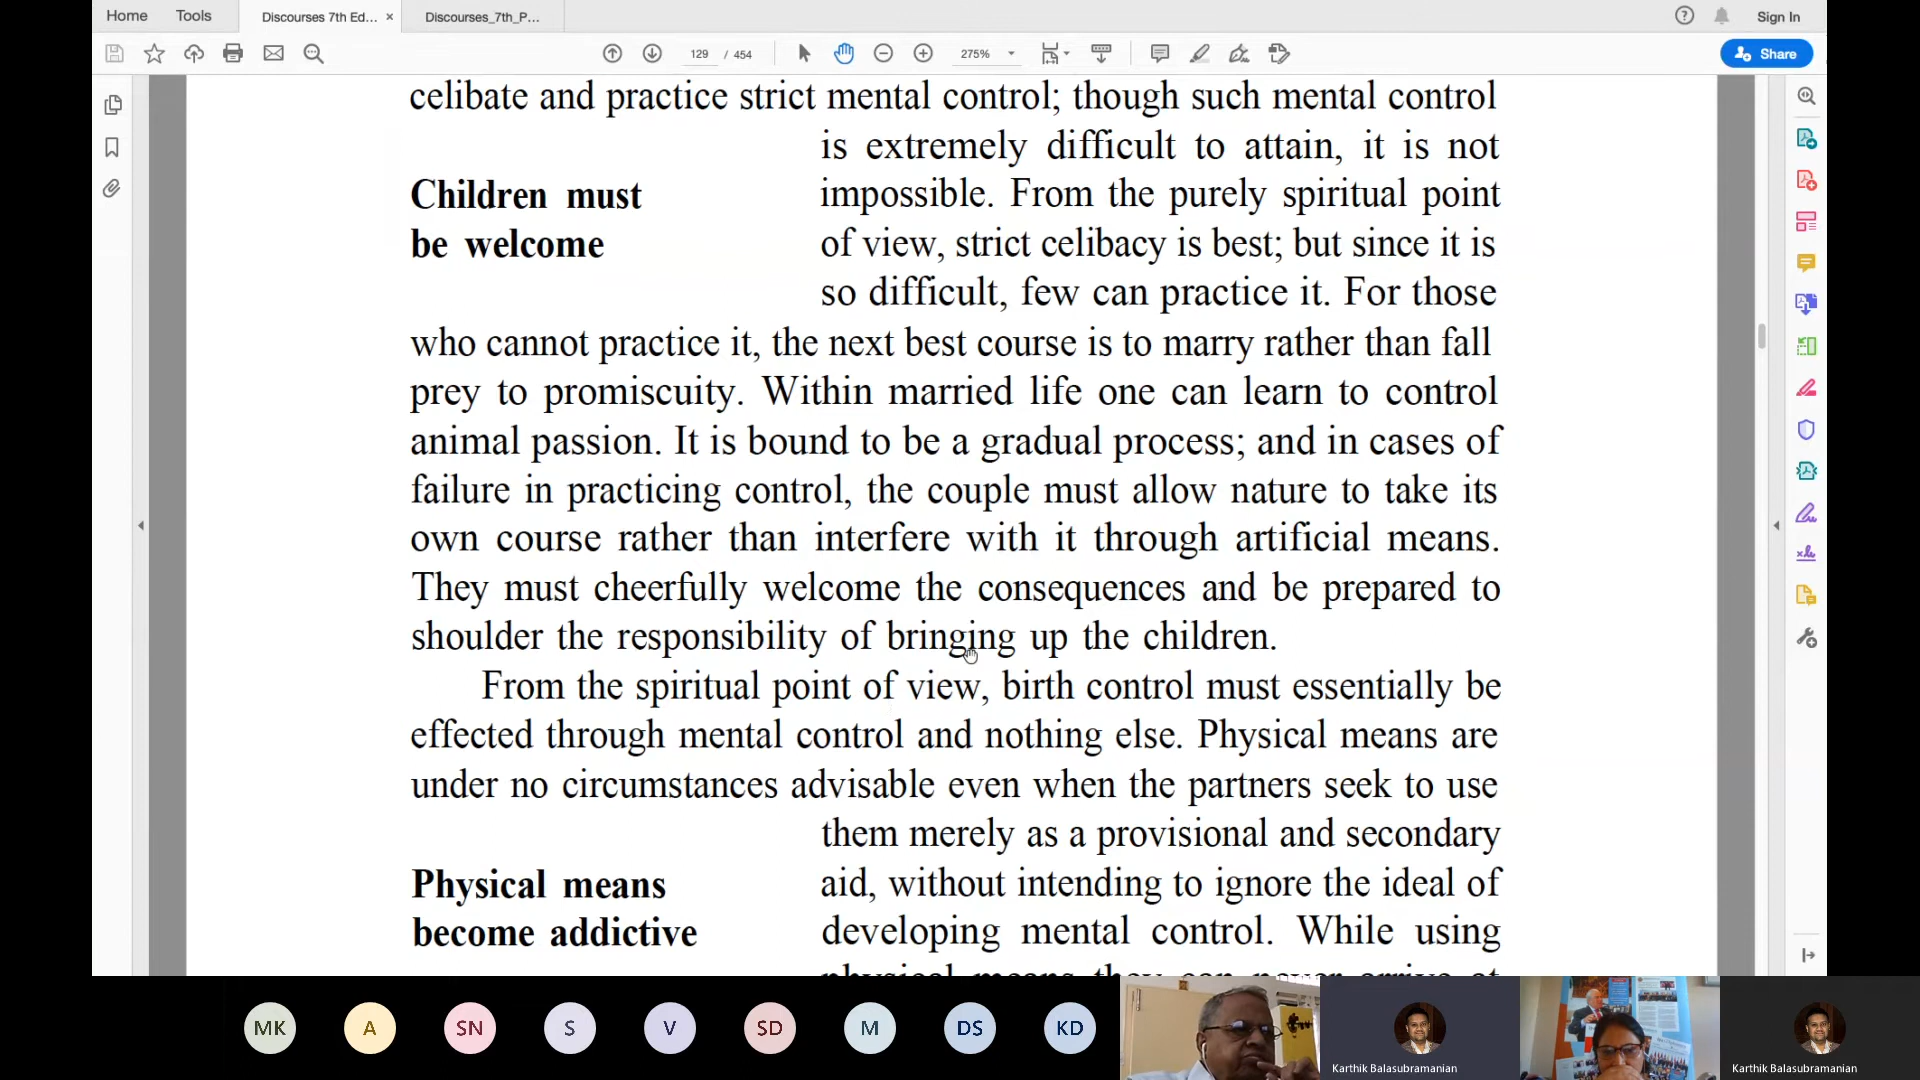 Home Tools Discourses 7th Ed... × Discourses_7th_P... Sign In
129 / 454 275% Share
celibate and practice strict mental control; though such mental control
is extremely difficult to attain, it is not
Children must impossible. From the purely spiritual point
be welcome of view, strict celibacy is best; but since it is
so difficult, few can practice it. For those
who cannot practice it, the next best course is to marry rather than fall
prey to promiscuity. Within married life one can learn to control
animal passion. It is bound to be a gradual process; and in cases of
failure in practicing control, the couple must allow nature to take its
own course rather than interfere with it through artificial means.
They must cheerfully welcome the consequences and be prepared to
shoulder the responsibility of bringing up the children.
From the spiritual point of view, birth control must essentially be
effected through mental control and nothing else. Physical means are
under no circumstances advisable even when the partners seek to use
them merely as a provisional and secondary
Physical means aid, without intending to ignore the ideal of
become addictive developing mental control. While using
physical means they can never arrive at
MK A SN S V SD M DS KD
Karthik Balasubramanian Karthik Balasubramanian